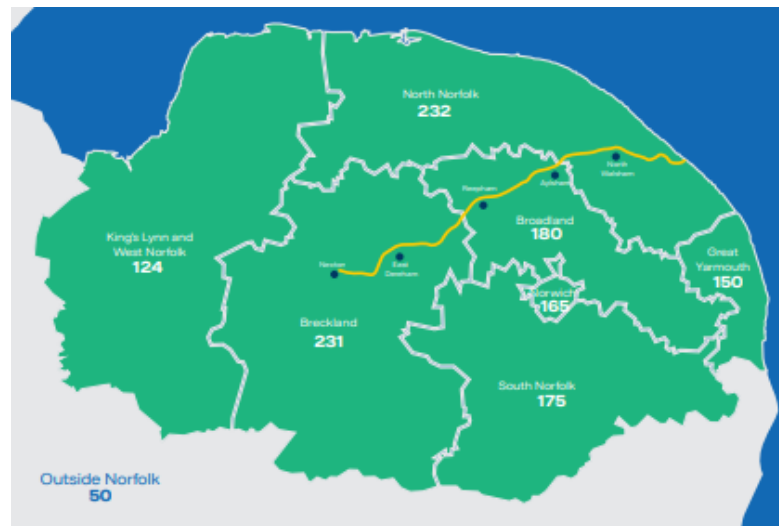 North Norfolk
232
North
Walsham
Aylsham
Reepham
Broadland
180
King's Lynn and
West Norfolk
124
Great
Yarmouth
150
East
Dereham
Necton
Norwich
165
Breckland
231
South Norfolk
175
Outside Norfolk
50